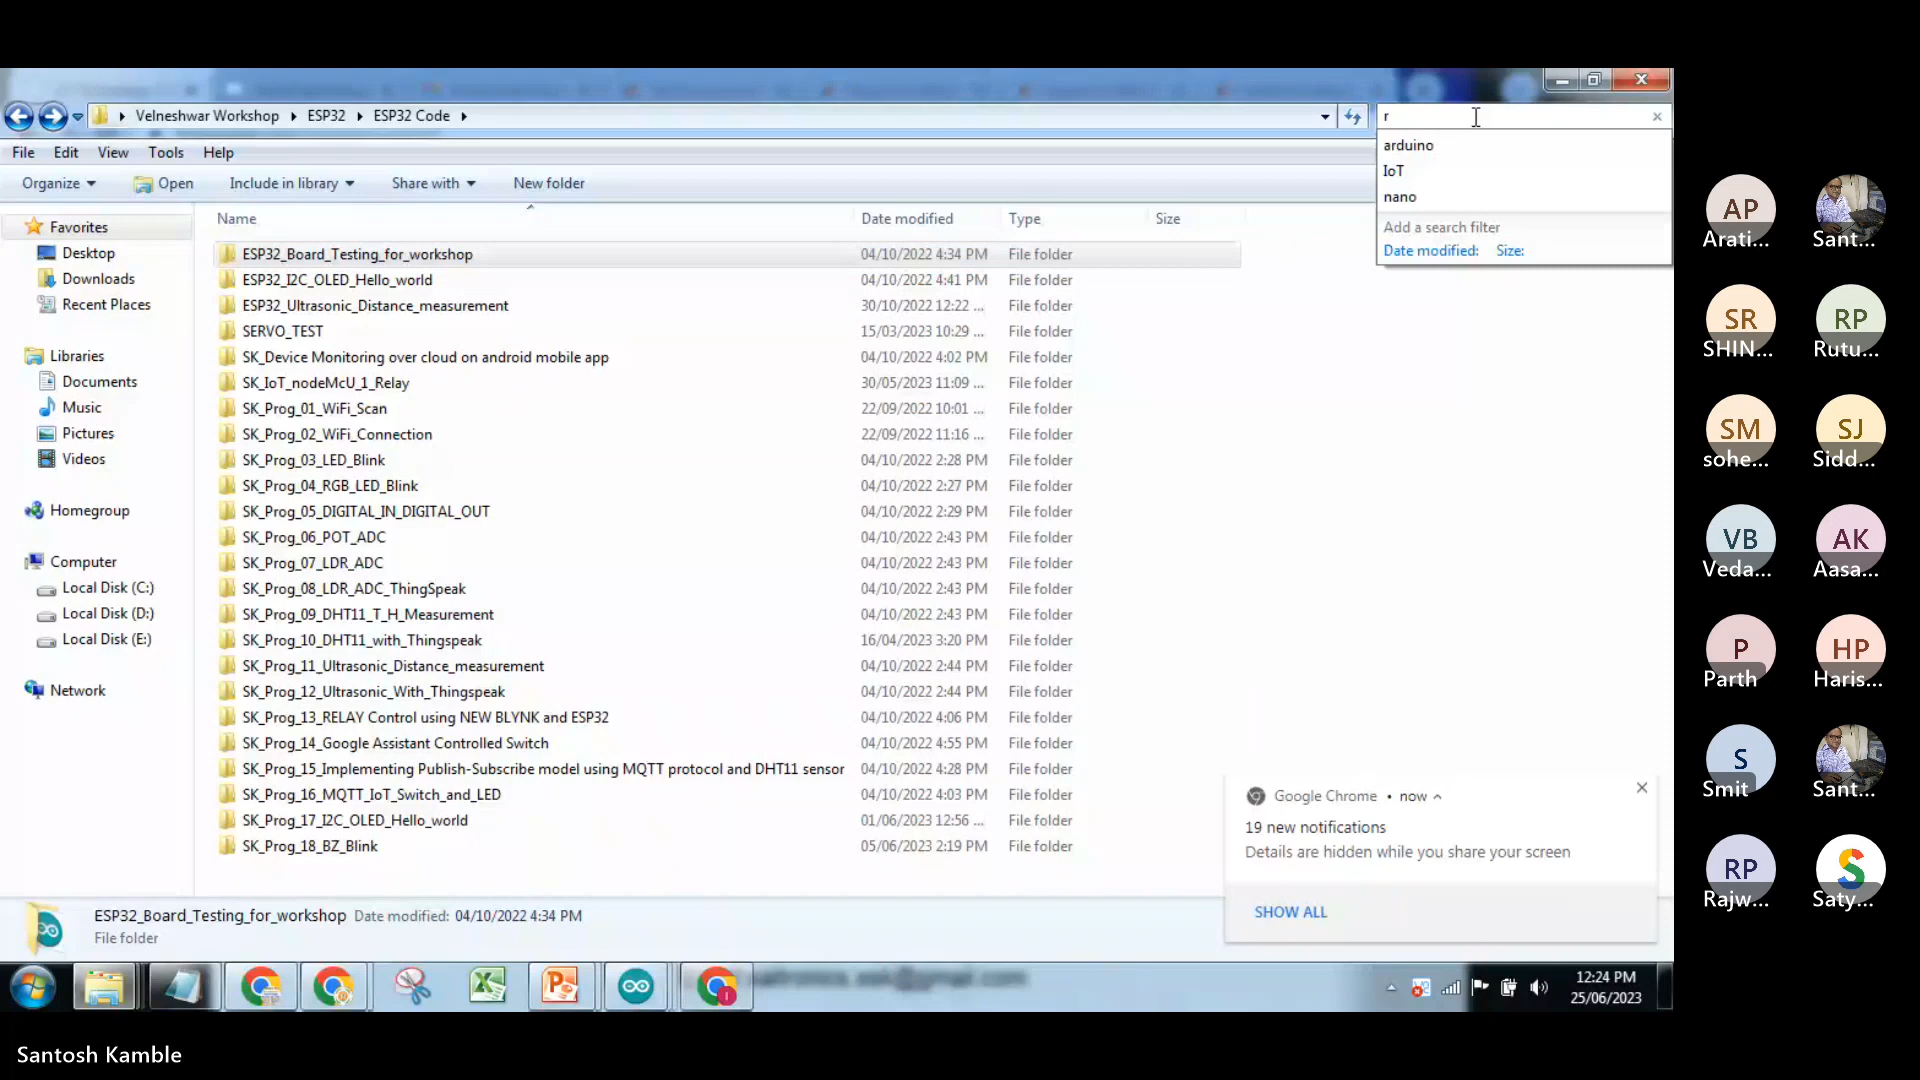 Velneshwar Workshop ESP32 ESP32 Code
r
File Edit View Tools Help
arduino
IoT
nano
Add a search filter
Date modified: Size:
Organize Open Include in library Share with New folder
Name Date modified Type Size
Favorites
Desktop
Downloads
Recent Places
Libraries
Documents
Music
Pictures
Videos
Homegroup
Computer
Local Disk (C:)
Local Disk (D:)
Local Disk (E:)
Network
ESP32_Board_Testing_for_workshop 04/10/2022 4:34 PM File folder
ESP32_I2C_OLED_Hello_world 04/10/2022 4:41 PM File folder
ESP32_Ultrasonic_Distance_measurement 30/10/2022 12:22 ... File folder
SERVO_TEST 15/03/2023 10:29 ... File folder
SK_Device Monitoring over cloud on android mobile app 04/10/2022 4:02 PM File folder
SK_IoT_nodeMcU_1_Relay 30/05/2023 11:09 ... File folder
SK_Prog_01_WiFi_Scan 22/09/2022 10:01 ... File folder
SK_Prog_02_WiFi_Connection 22/09/2022 11:16 ... File folder
SK_Prog_03_LED_Blink 04/10/2022 2:28 PM File folder
SK_Prog_04_RGB_LED_Blink 04/10/2022 2:27 PM File folder
SK_Prog_05_DIGITAL_IN_DIGITAL_OUT 04/10/2022 2:29 PM File folder
SK_Prog_06_POT_ADC 04/10/2022 2:43 PM File folder
SK_Prog_07_LDR_ADC 04/10/2022 2:43 PM File folder
SK_Prog_08_LDR_ADC_ThingSpeak 04/10/2022 2:43 PM File folder
SK_Prog_09_DHT11_T_H_Measurement 04/10/2022 2:43 PM File folder
SK_Prog_10_DHT11_with_Thingspeak 16/04/2023 3:20 PM File folder
SK_Prog_11_Ultrasonic_Distance_measurement 04/10/2022 2:44 PM File folder
SK_Prog_12_Ultrasonic_With_Thingspeak 04/10/2022 2:44 PM File folder
SK_Prog_13_RELAY Control using NEW BLYNK and ESP32 04/10/2022 4:06 PM File folder
SK_Prog_14_Google Assistant Controlled Switch 04/10/2022 4:55 PM File folder
SK_Prog_15_Implementing Publish-Subscribe model using MQTT protocol and DHT11 sensor 04/10/2022 4:28 PM File folder
SK_Prog_16_MQTT_IoT_Switch_and_LED 04/10/2022 4:03 PM File folder
SK_Prog_17_I2C_OLED_Hello_world 01/06/2023 12:56 ... File folder
SK_Prog_18_BZ_Blink 05/06/2023 2:19 PM File folder
Google Chrome • now
19 new notifications
Details are hidden while you share your screen
SHOW ALL
ESP32_Board_Testing_for_workshop Date modified: 04/10/2022 4:34 PM
File folder
12:24 PM
25/06/2023
Santosh Kamble
AP
Arati... Sant...
SR RP
SHIN... Rutu...
SM SJ
sohe... Sidd...
VB AK
Veda... Aasa...
P HP
Parth Haris...
S
Smit Sant...
RP
Rajw... Saty...